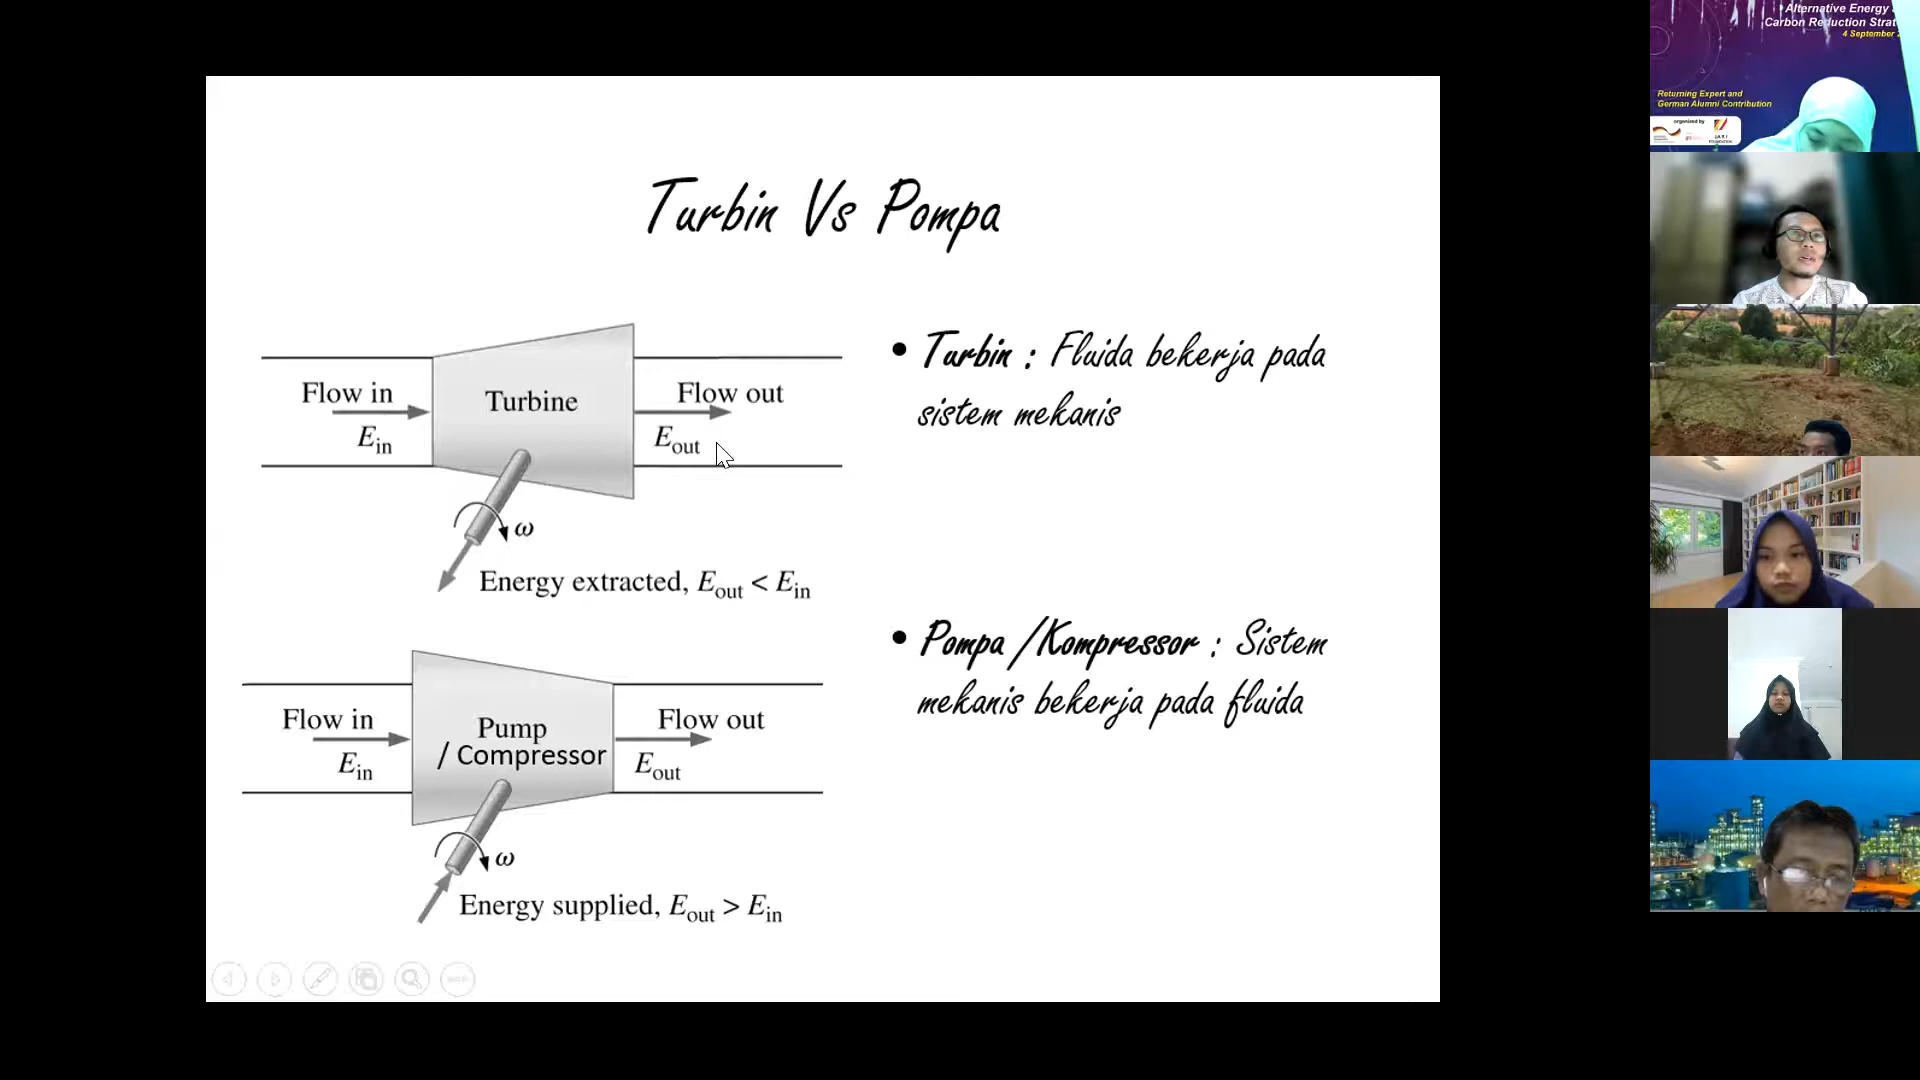 Turbin Vs Pompa
Flow in
Turbine
Flow out
Ein
Eout
ω
Energy extracted, Eout < Ein
• Turbin : Fluida bekerja pada
sistem mekanis
Flow in
Pump
/ Compressor
Flow out
Ein
Eout
ω
Energy supplied, Eout > Ein
• Pompa /Kompressor : Sistem
mekanis bekerja pada fluida
Alternative Energy
Carbon Reduction
4 September
Returning Expert and
German Alumni Contribution
organized by